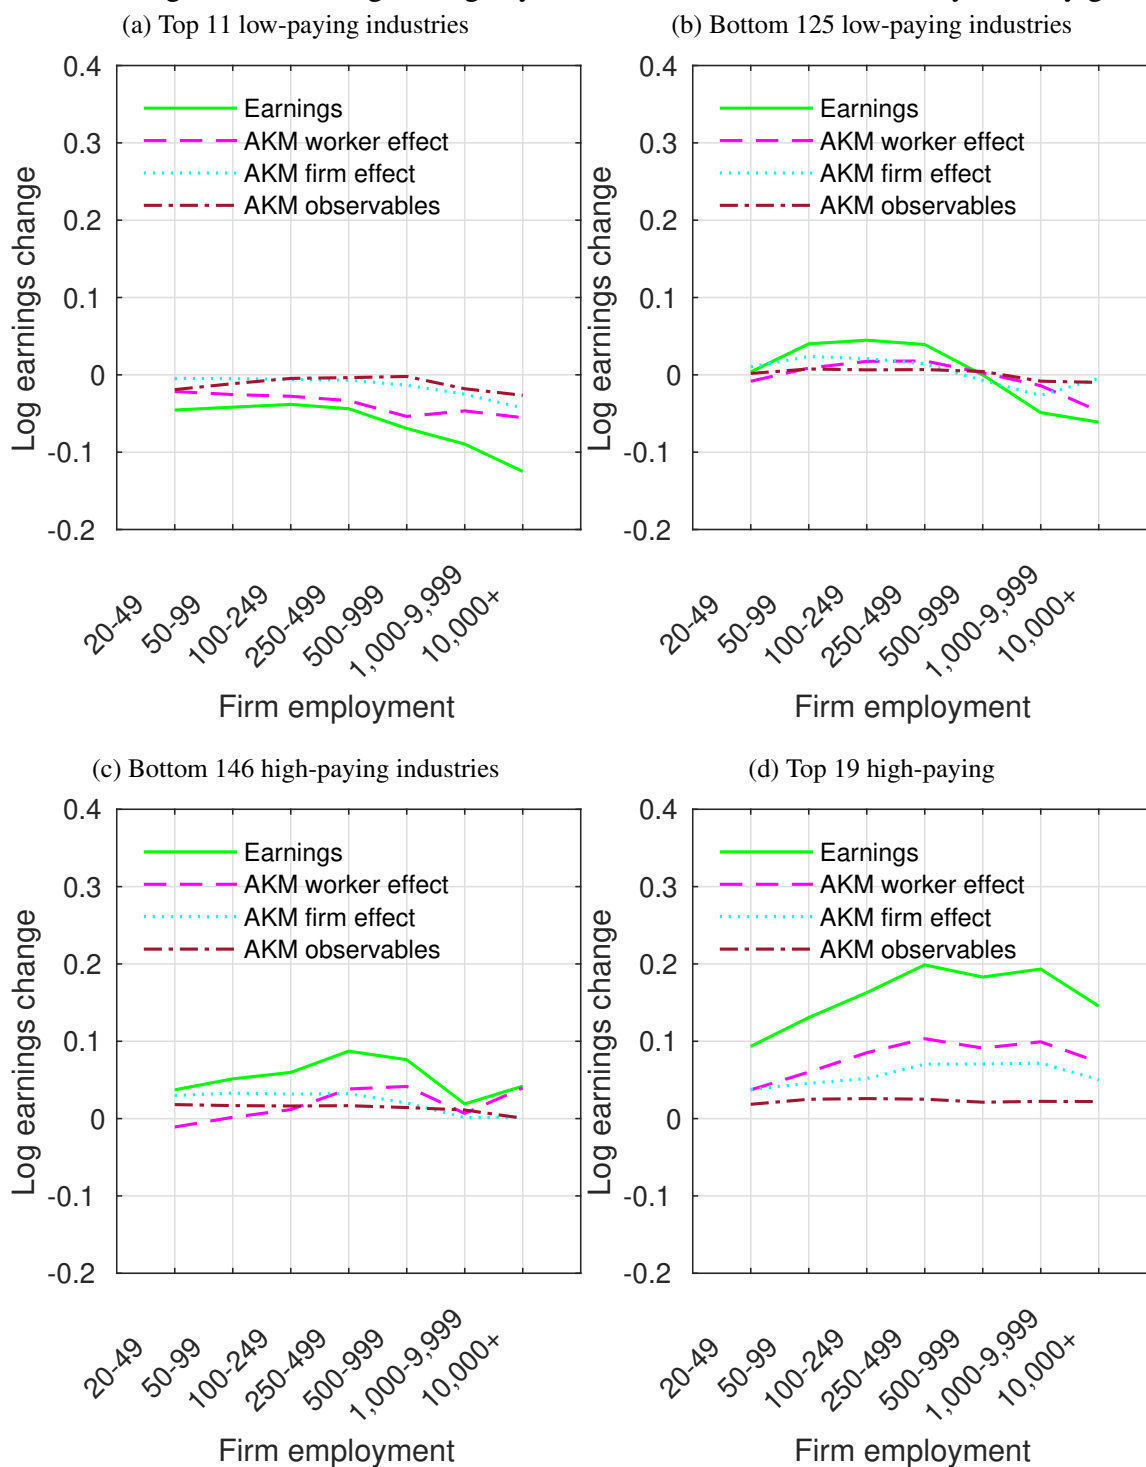 (a) Top 11 low-paying industries
0.4
0.3
0.2
0.1
0
-0.1
-0.2
Log earnings change
Earnings
AKM worker effect
AKM firm effect
AKM observables
20-49
50-99
100-249
250-499
500-999
1,000-9,999
10,000+
Firm employment
(b) Bottom 125 low-paying industries
0.4
0.3
0.2
0.1
0
-0.1
-0.2
Log earnings change
Earnings
AKM worker effect
AKM firm effect
AKM observables
20-49
50-99
100-249
250-499
500-999
1,000-9,999
10,000+
Firm employment
(c) Bottom 146 high-paying industries
0.4
0.3
0.2
0.1
0
-0.1
-0.2
Log earnings change
Earnings
AKM worker effect
AKM firm effect
AKM observables
20-49
50-99
100-249
250-499
500-999
1,000-9,999
10,000+
Firm employment
(d) Top 19 high-paying
0.4
0.3
0.2
0.1
0
-0.1
-0.2
Log earnings change
Earnings
AKM worker effect
AKM firm effect
AKM observables
20-49
50-99
100-249
250-499
500-999
1,000-9,999
10,000+
Firm employment